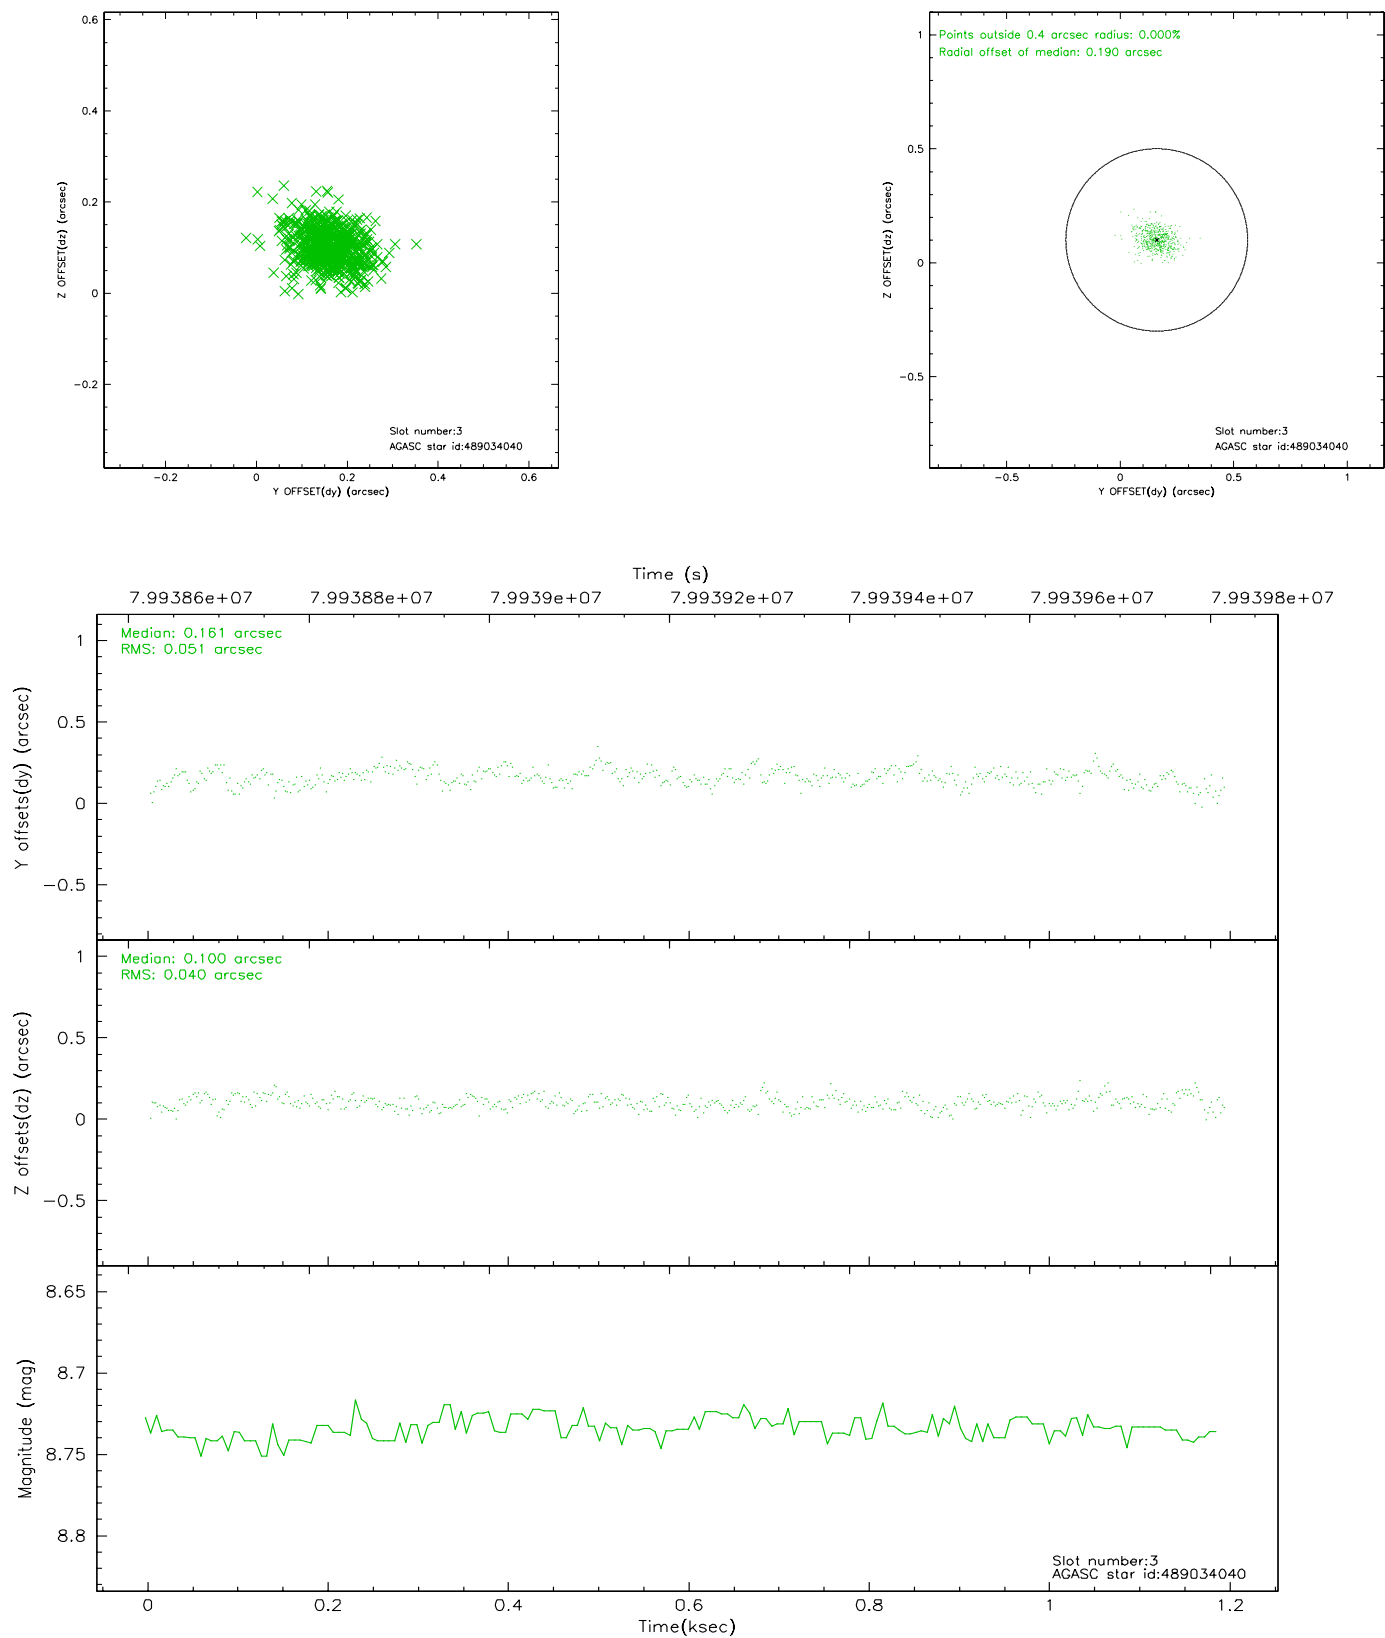 0.6
0.4
0.2
0
−0.2
Z OFFSET(dz) (arcsec)
−0.2 0 0.2 0.4 0.6
Y OFFSET(dy) (arcsec)
Slot number:3
AGASC star id:489034040
Points outside 0.4 arcsec radius: 0.000%
Radial offset of median: 0.190 arcsec
1
0.5
0
−0.5
Z OFFSET(dz) (arcsec)
−0.5 0 0.5 1
Y OFFSET(dy) (arcsec)
Slot number:3
AGASC star id:489034040
Time (s)
7.99386e+07 7.99388e+07 7.9939e+07 7.99392e+07 7.99394e+07 7.99396e+07 7.99398e+07
Median: 0.161 arcsec
RMS: 0.051 arcsec
1
0.5
0
−0.5
Y offsets(dy) (arcsec)
Median: 0.100 arcsec
RMS: 0.040 arcsec
1
0.5
0
−0.5
Z offsets(dz) (arcsec)
8.65
8.7
8.75
8.8
Magnitude (mag)
Slot number:3
AGASC star id:489034040
0 0.2 0.4 0.6 0.8 1 1.2
Time(ksec)